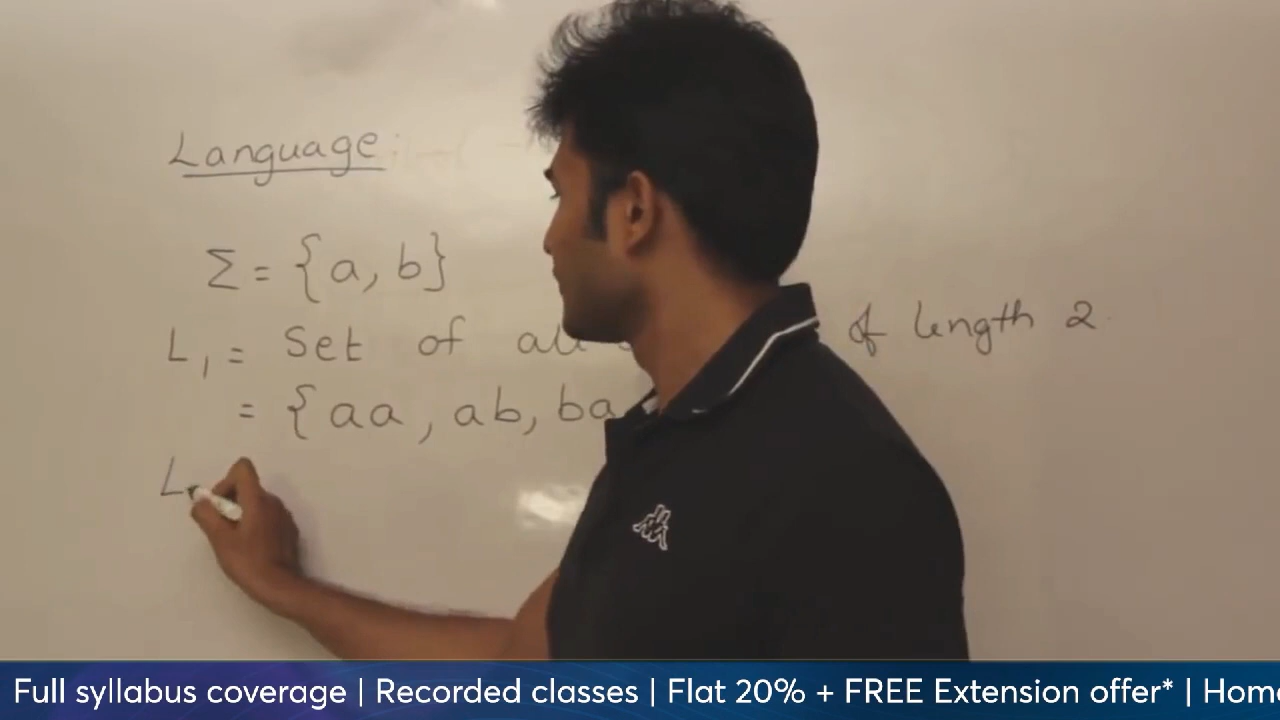 Language
Σ = {a, b}
L1 = Set of all of length 2
= {aa, ab, ba
L
Full syllabus coverage | Recorded classes | Flat 20% + FREE Extension offer* |